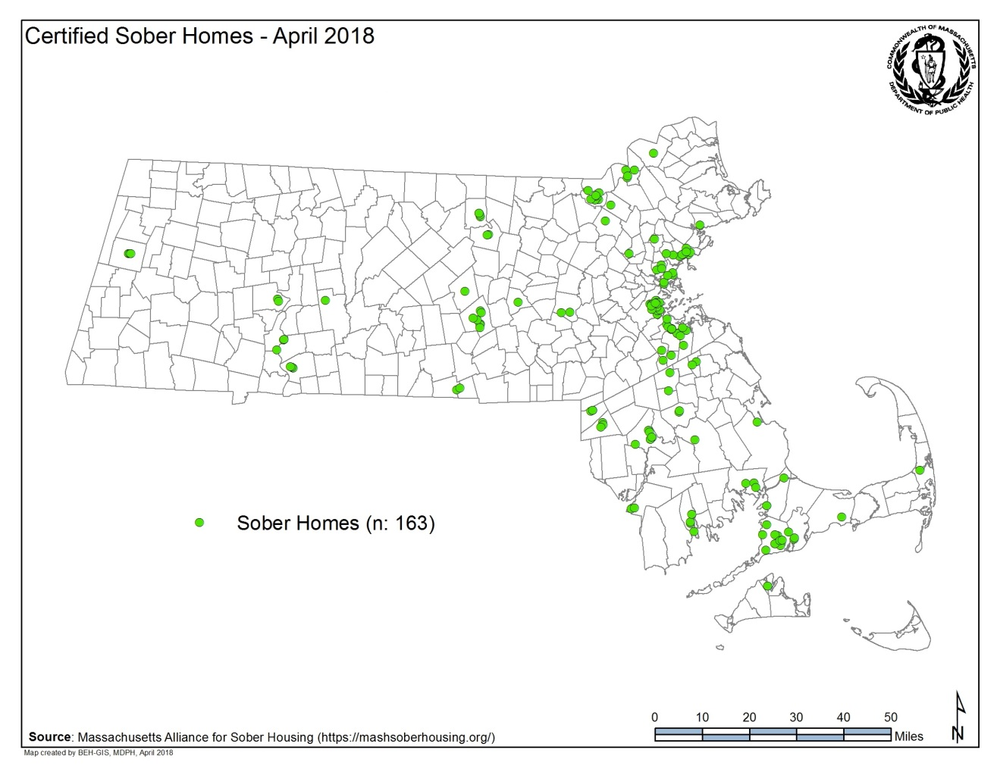 Certified Sober Homes - April 2018
COMMONWEALTH OF MASSACHUSETTS
DEPARTMENT OF PUBLIC HEALTH
Sober Homes (n: 163)
0 10 20 30 40 50
Miles
N
Source: Massachusetts Alliance for Sober Housing (https://mashsoberhousing.org/)
Map created by BEH-GIS, MDPH, April 2018